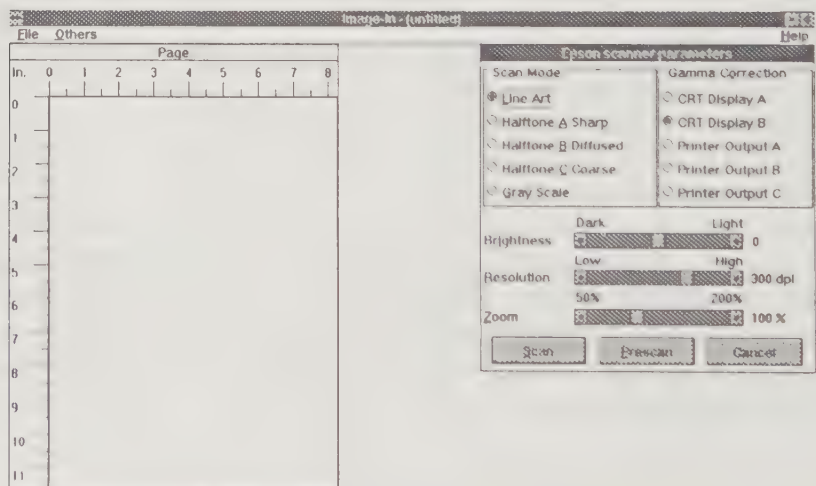 Image-In - (untitled)
File Others Help
Page
In. 0 1 2 3 4 5 6 7 8
0
1
2
3
4
5
6
7
8
9
10
11
Epson scanner parameters
Scan Mode
Line Art
Halftone A Sharp
Halftone B Diffused
Halftone C Coarse
Gray Scale
Gamma Correction
CRT Display A
CRT Display B
Printer Output A
Printer Output B
Printer Output C
Dark Light
Brightness 0
Low High
Resolution 300 dpi
50% 200%
Zoom 100 %
Scan Prescan Cancel